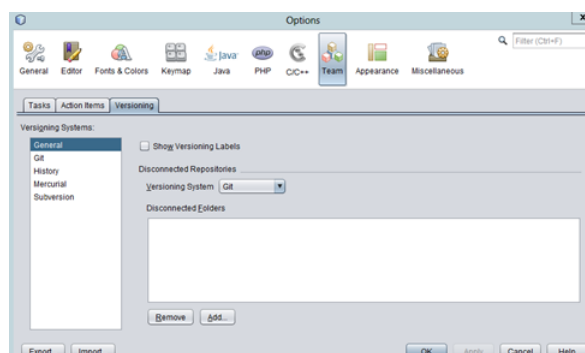 Options
Filter (Ctrl+F)
General Editor Fonts & Colors Keymap Java PHP C/C++ Team Appearance Miscellaneous
Tasks Action Items Versioning
Versigning Systems:
General
Git
History
Mercurial
Subversion
Show Versioning Labels
Disconnected Repositories
Versioning System Git
Disconnected Folders
Remove Add...
Export... Import... OK Apply Cancel Help